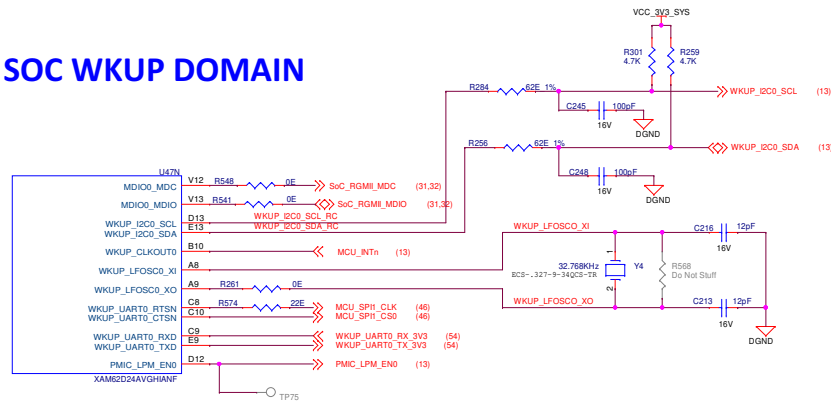 VCC_3V3_SYS
SOC WKUP DOMAIN
R301
4.7K
R259
4.7K
R284
62E 1%
WKUP_I2C0_SCL (13)
C245
100pF
16V
DGND
R256
62E 1%
WKUP_I2C0_SDA (13)
C248
100pF
16V
DGND
U47N
MDIO0_MDC
V12
R548
0E
SoC_RGMII_MDC (31,32)
MDIO0_MDIO
V13
R541
0E
SoC_RGMII_MDIO (31,32)
WKUP_I2C0_SCL
D13
WKUP_I2C0_SCL_RC
WKUP_I2C0_SDA
E13
WKUP_I2C0_SDA_RC
WKUP_CLKOUT0
B10
MCU_INTn (13)
WKUP_LFOSC0_XI
A8
WKUP_LFOSC0_XO
A9
R261
0E
WKUP_UART0_RTSN
C8
R574
22E
MCU_SPI1_CLK (46)
WKUP_UART0_CTSN
C10
MCU_SPI1_CS0 (46)
WKUP_UART0_RXD
C9
WKUP_UART0_RX_3V3 (54)
WKUP_UART0_TXD
E9
WKUP_UART0_TX_3V3 (54)
PMIC_LPM_EN0
D12
PMIC_LPM_EN0 (13)
XAM62D24AVGHIANF
TP75
WKUP_LFOSCO_XI
C216
12pF
16V
1
32.768KHz
Y4
ECS-.327-9-34QCS-TR
2
R568
Do Not Stuff
WKUP_LFOSCO_XO
C213
12pF
16V
DGND